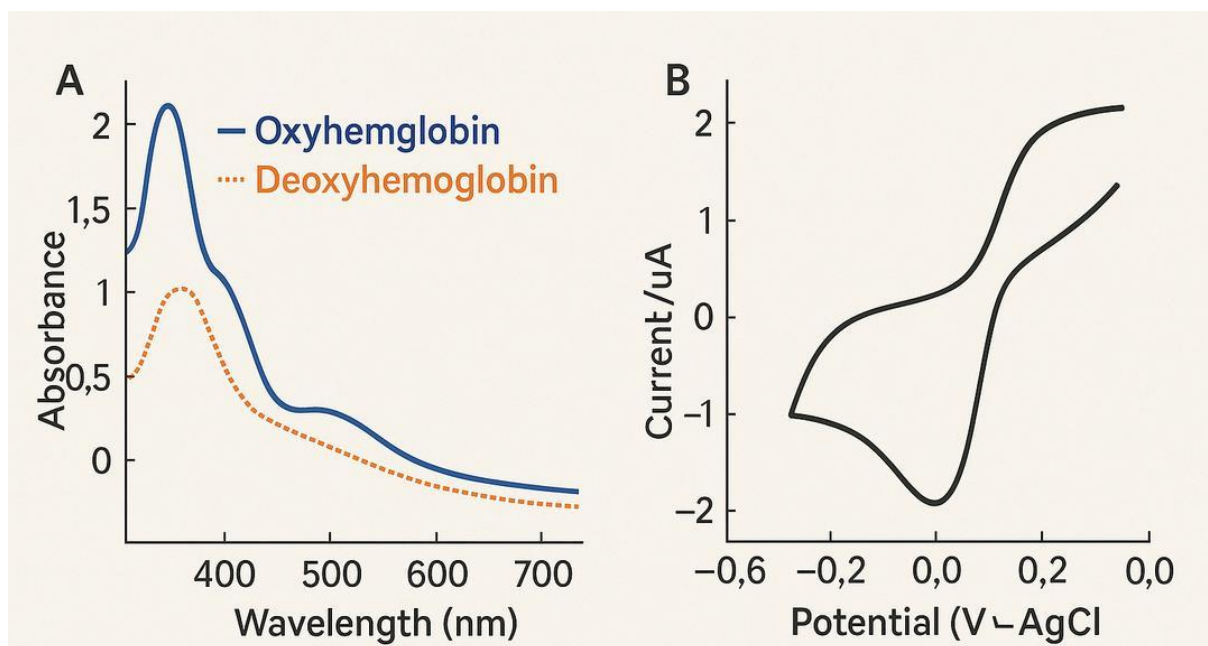 A
2
1,5
1
0,5
0
Absorbance
Oxyhemglobin
Deoxyhemoglobin
400 500 600 700
Wavelength (nm)
B
2
1
0
−1
−2
Current /uA
−0,6 −0,2 0,0 0,2 0,0
Potential (V – AgCl